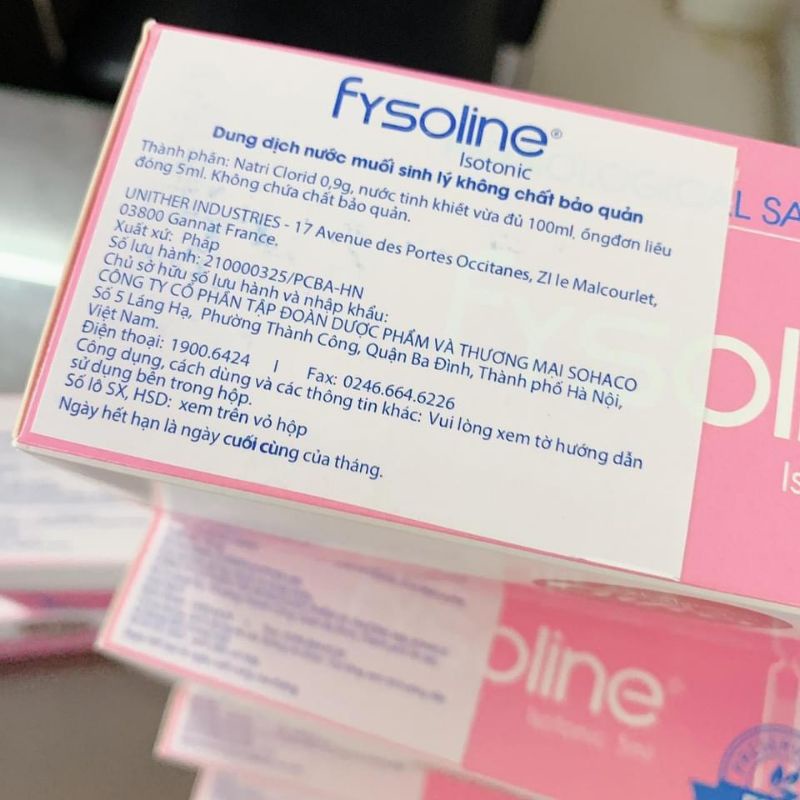 fysoline®
Isotonic
Dung dịch nước muối sinh lý không chất bảo quản
Thành phần: Natri Clorid 0,9g, nước tinh khiết vừa đủ 100ml, ốngđơn liều
đóng 5ml. Không chứa chất bảo quản.
UNITHER INDUSTRIES - 17 Avenue des Portes Occitanes, ZI le Malcourlet,
03800 Gannat France.
Xuất xứ: Pháp
Số lưu hành: 210000325/PCBA-HN
Chủ sở hữu số lưu hành và nhập khẩu:
CÔNG TY CỔ PHẦN TẬP ĐOÀN DƯỢC PHẨM VÀ THƯƠNG MẠI SOHACO
Số 5 Láng Hạ, Phường Thành Công, Quận Ba Đình, Thành phố Hà Nội,
Việt Nam.
Điện thoại: 1900.6424 | Fax: 0246.664.6226
Công dụng, cách dùng và các thông tin khác: Vui lòng xem tờ hướng dẫn
sử dụng bên trong hộp.
Số lô SX, HSD: xem trên vỏ hộp
Ngày hết hạn là ngày cuối cùng của tháng.
L SA
fysol
Is
oline
Isotonic 5ml